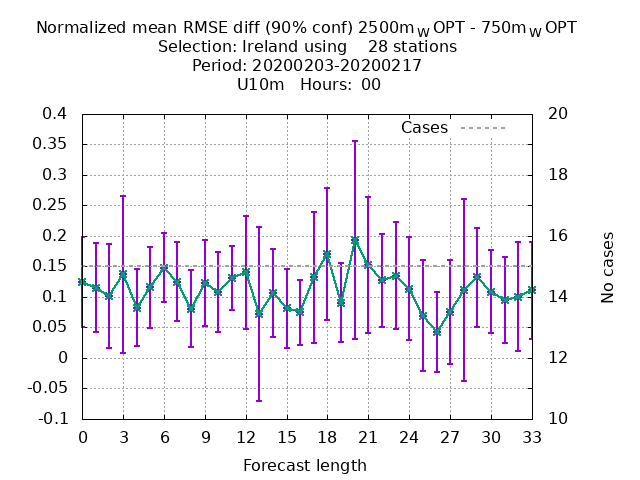 Normalized mean RMSE diff (90% conf) 2500m_W OPT - 750m_W OPT
Selection: Ireland using    28 stations
Period: 20200203-20200217
U10m   Hours:  00
0.4
0.35
0.3
0.25
0.2
0.15
0.1
0.05
0
-0.05
-0.1
Cases
20
18
16
14
12
10
No cases
0 3 6 9 12 15 18 21 24 27 30 33
Forecast length